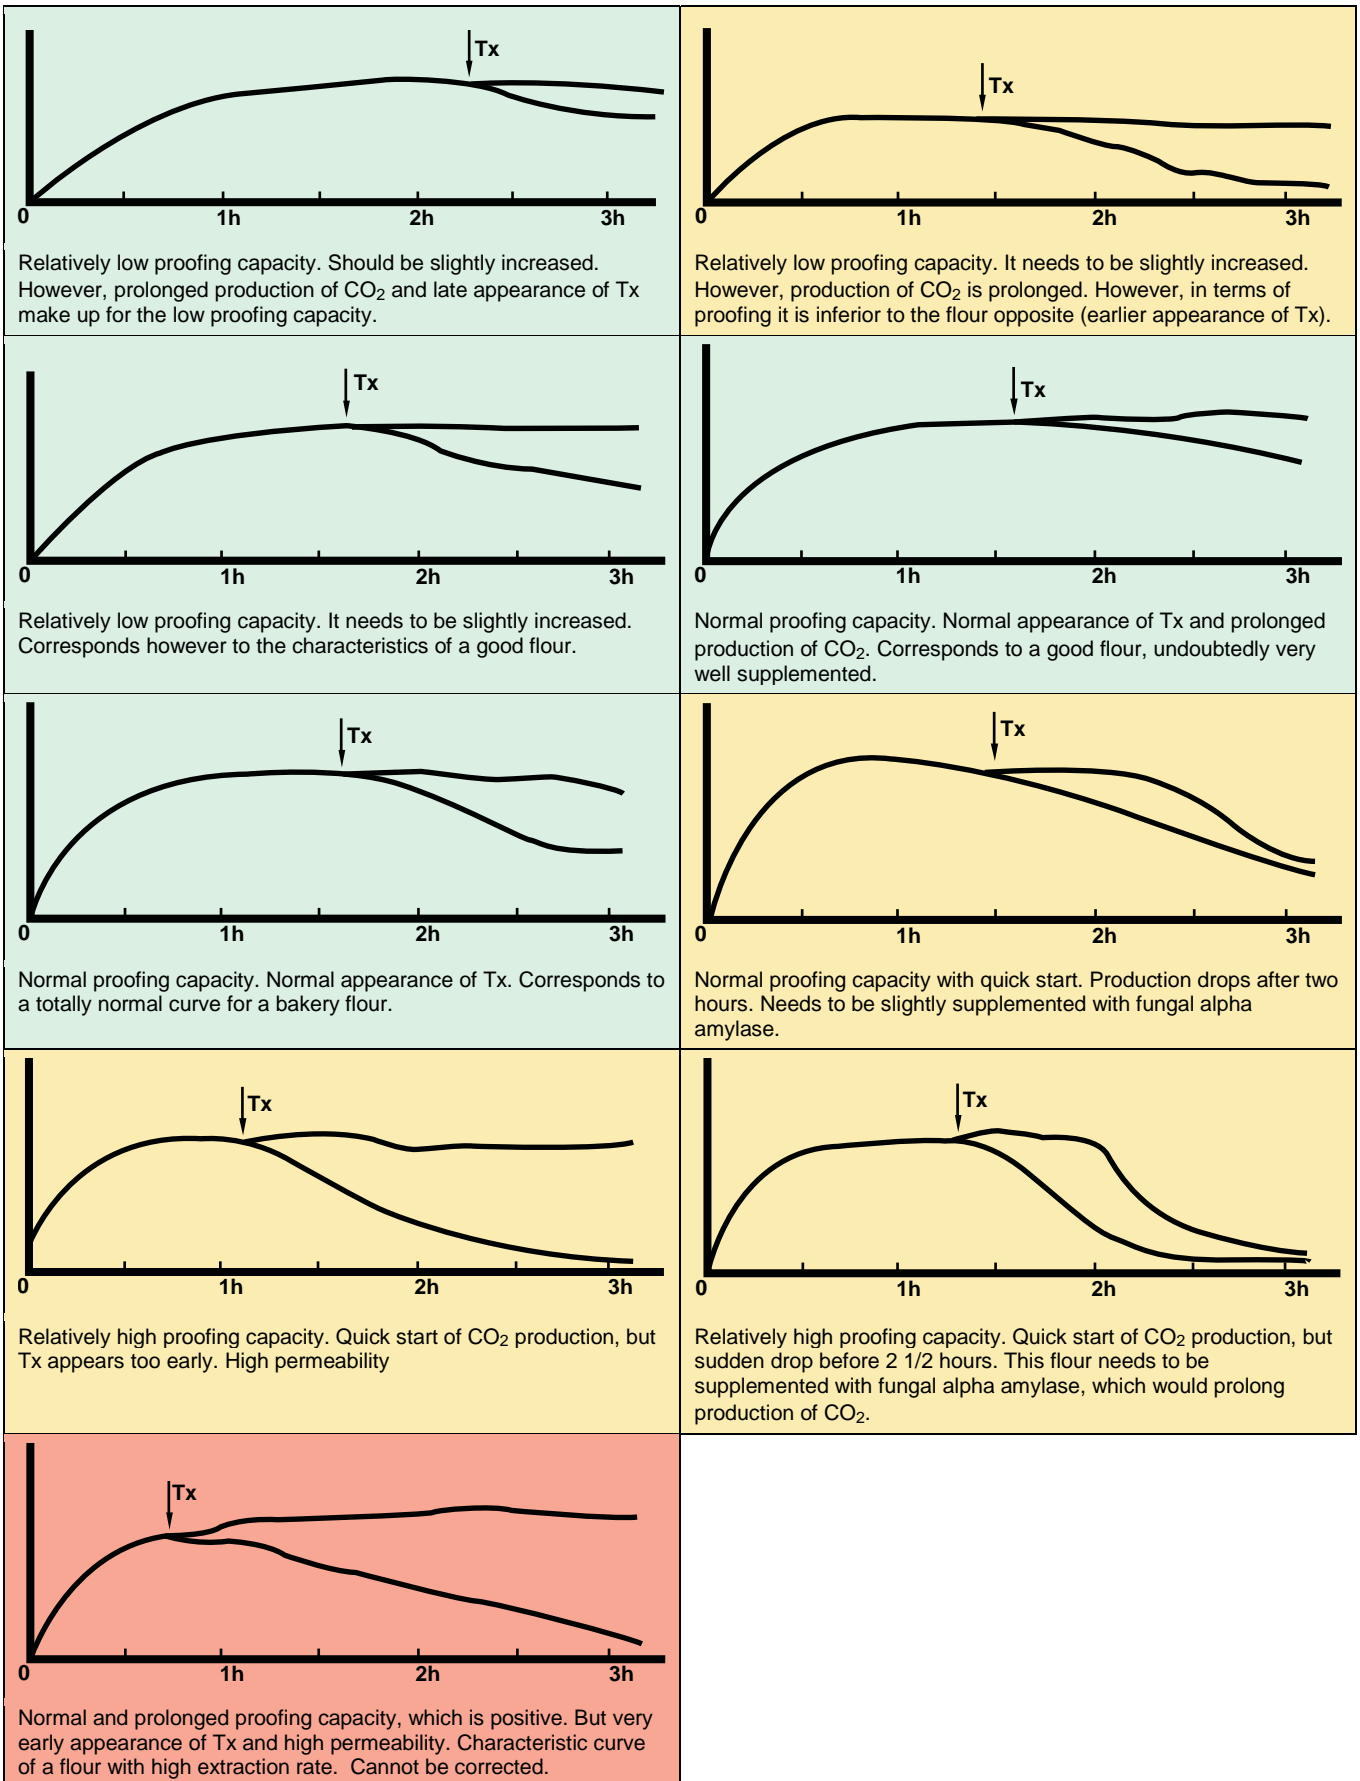 Tx
0 1h 2h 3h
Relatively low proofing capacity. Should be slightly increased.
However, prolonged production of CO2 and late appearance of Tx
make up for the low proofing capacity.
Tx
0 1h 2h 3h
Relatively low proofing capacity. It needs to be slightly increased.
However, production of CO2 is prolonged. However, in terms of
proofing it is inferior to the flour opposite (earlier appearance of Tx).
Tx
0 1h 2h 3h
Relatively low proofing capacity. It needs to be slightly increased.
Corresponds however to the characteristics of a good flour.
Tx
0 1h 2h 3h
Normal proofing capacity. Normal appearance of Tx and prolonged
production of CO2. Corresponds to a good flour, undoubtedly very
well supplemented.
Tx
0 1h 2h 3h
Normal proofing capacity. Normal appearance of Tx. Corresponds to
a totally normal curve for a bakery flour.
Tx
0 1h 2h 3h
Normal proofing capacity with quick start. Production drops after two
hours. Needs to be slightly supplemented with fungal alpha
amylase.
Tx
0 1h 2h 3h
Relatively high proofing capacity. Quick start of CO2 production, but
Tx appears too early. High permeability
Tx
0 1h 2h 3h
Relatively high proofing capacity. Quick start of CO2 production, but
sudden drop before 2 1/2 hours. This flour needs to be
supplemented with fungal alpha amylase, which would prolong
production of CO2.
Tx
0 1h 2h 3h
Normal and prolonged proofing capacity, which is positive. But very
early appearance of Tx and high permeability. Characteristic curve
of a flour with high extraction rate.  Cannot be corrected.